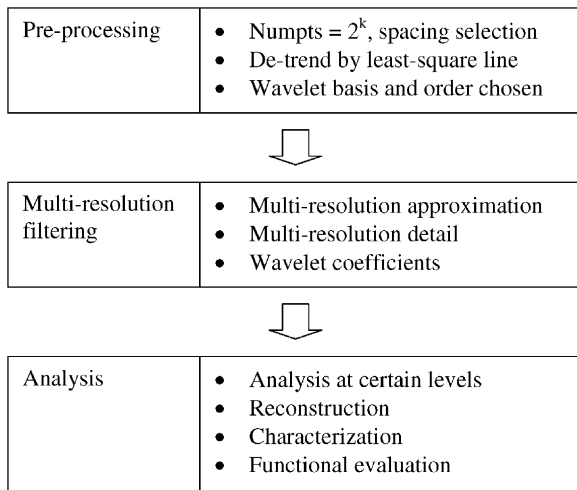 Pre-processing
• Numpts = 2^k, spacing selection
• De-trend by least-square line
• Wavelet basis and order chosen
Multi-resolution
filtering
• Multi-resolution approximation
• Multi-resolution detail
• Wavelet coefficients
Analysis
• Analysis at certain levels
• Reconstruction
• Characterization
• Functional evaluation